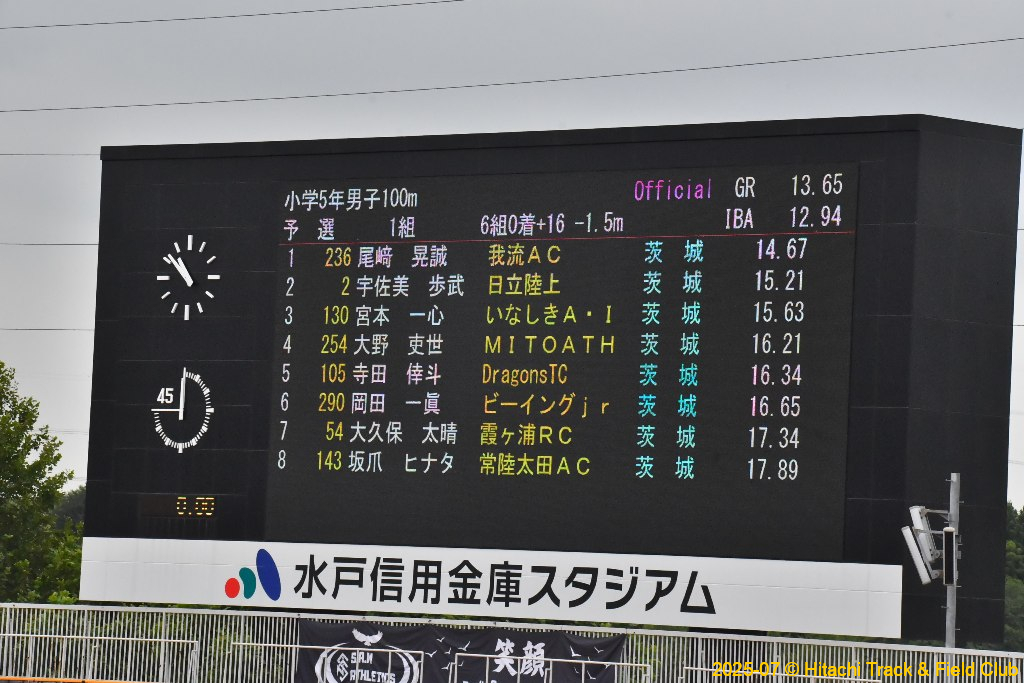 小学5年男子100m Official GR 13.65
予 選 1組 6組0着+16 -1.5m IBA 12.94
1 236 尾﨑 晃誠 我流AC 茨 城 14.67
2 2 宇佐美 歩武 日立陸上 茨 城 15.21
3 130 宮本 一心 いなしきA・I 茨 城 15.63
4 254 大野 吏世 MITOATH 茨 城 16.21
5 105 寺田 倖斗 DragonsTC 茨 城 16.34
6 290 岡田 一眞 ビーイングjr 茨 城 16.65
7 54 大久保 太晴 霞ヶ浦RC 茨 城 17.34
8 143 坂爪 ヒナタ 常陸太田AC 茨 城 17.89
45
0.00
水戸信用金庫スタジアム
笑顔
2025-07 © Hitachi Track & Field Club